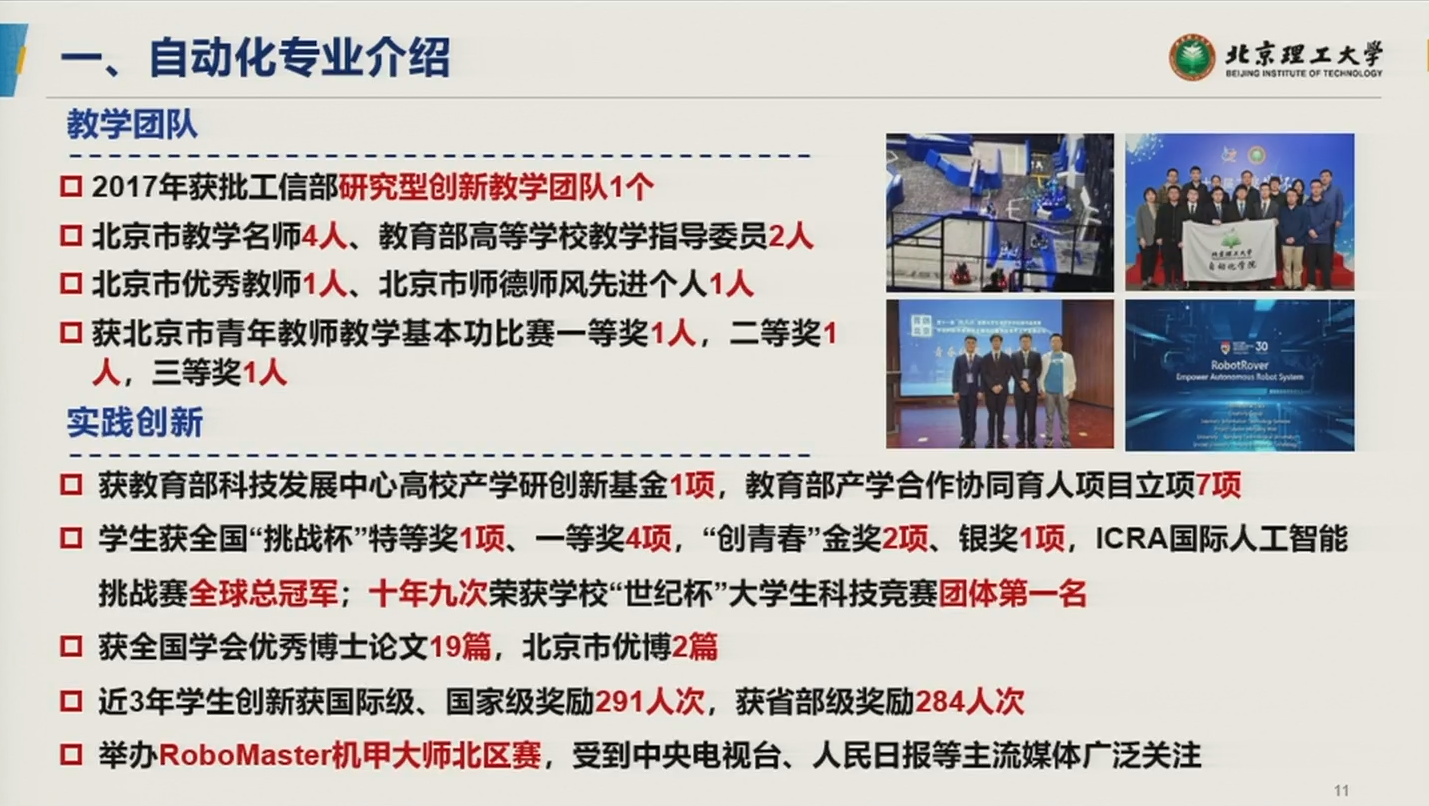 一、自动化专业介绍
北京理工大学
BEIJING INSTITUTE OF TECHNOLOGY
教学团队
2017年获批工信部研究型创新教学团队1个
北京市教学名师4人、教育部高等学校教学指导委员2人
北京市优秀教师1人、北京市师德师风先进个人1人
获北京市青年教师教学基本功比赛一等奖1人，二等奖1
人，三等奖1人
北京理工大学
自动化学院
30
RobotRover
Empower Autonomous Robot System
实践创新
获教育部科技发展中心高校产学研创新基金1项，教育部产学合作协同育人项目立项7项
学生获全国“挑战杯”特等奖1项、一等奖4项，“创青春”金奖2项、银奖1项，ICRA国际人工智能
挑战赛全球总冠军；十年九次荣获学校“世纪杯”大学生科技竞赛团体第一名
获全国学会优秀博士论文19篇，北京市优博2篇
近3年学生创新获国际级、国家级奖励291人次，获省部级奖励284人次
举办RoboMaster机甲大师北区赛，受到中央电视台、人民日报等主流媒体广泛关注
11